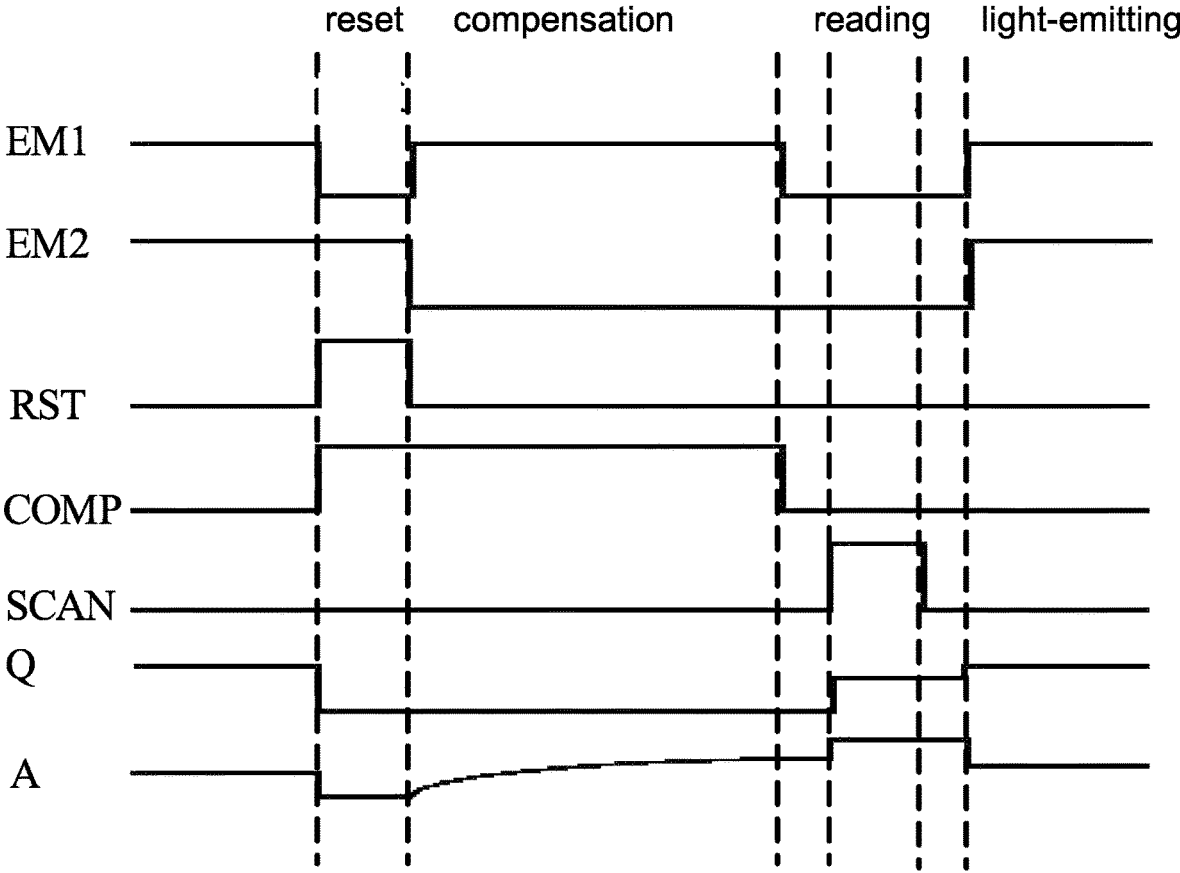 reset compensation reading light-emitting
EM1
EM2
RST
COMP
SCAN
Q
A